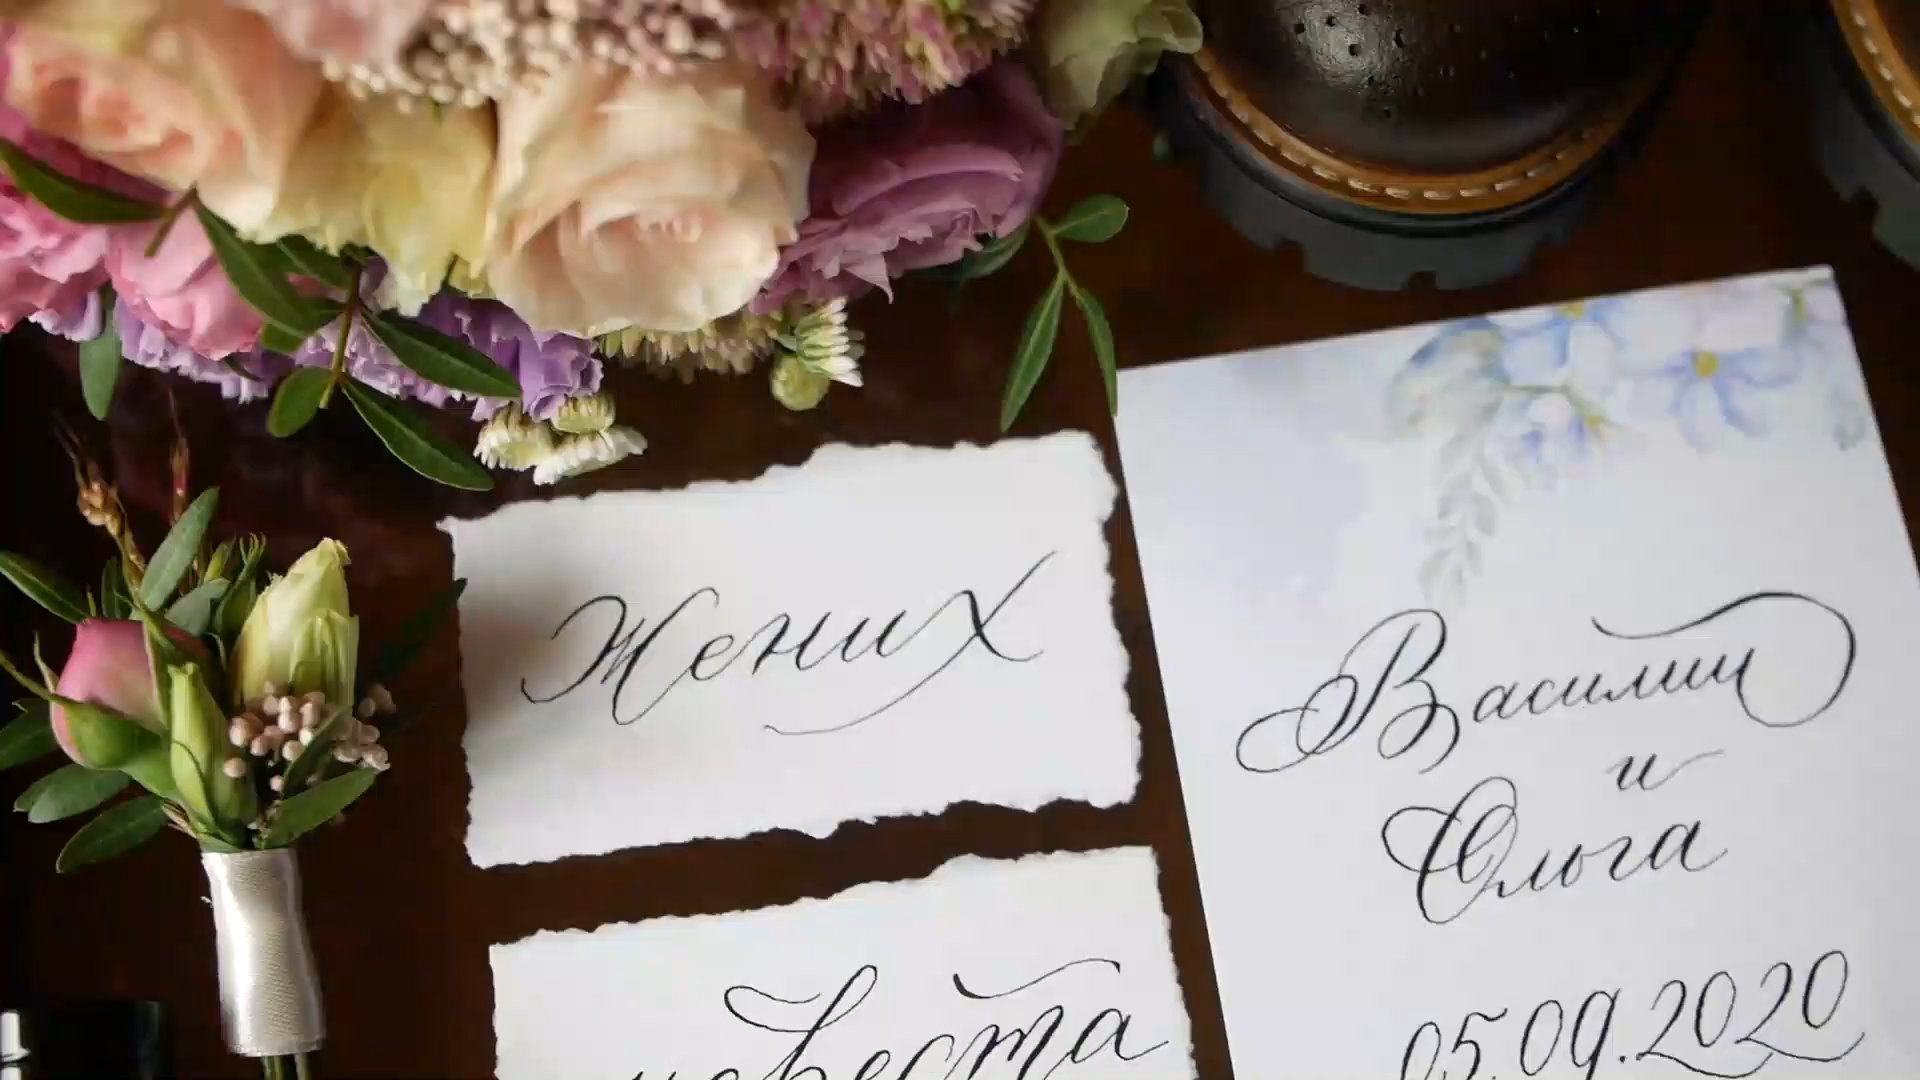 Жених
невеста
Василий
и
Ольга
05.09.2020